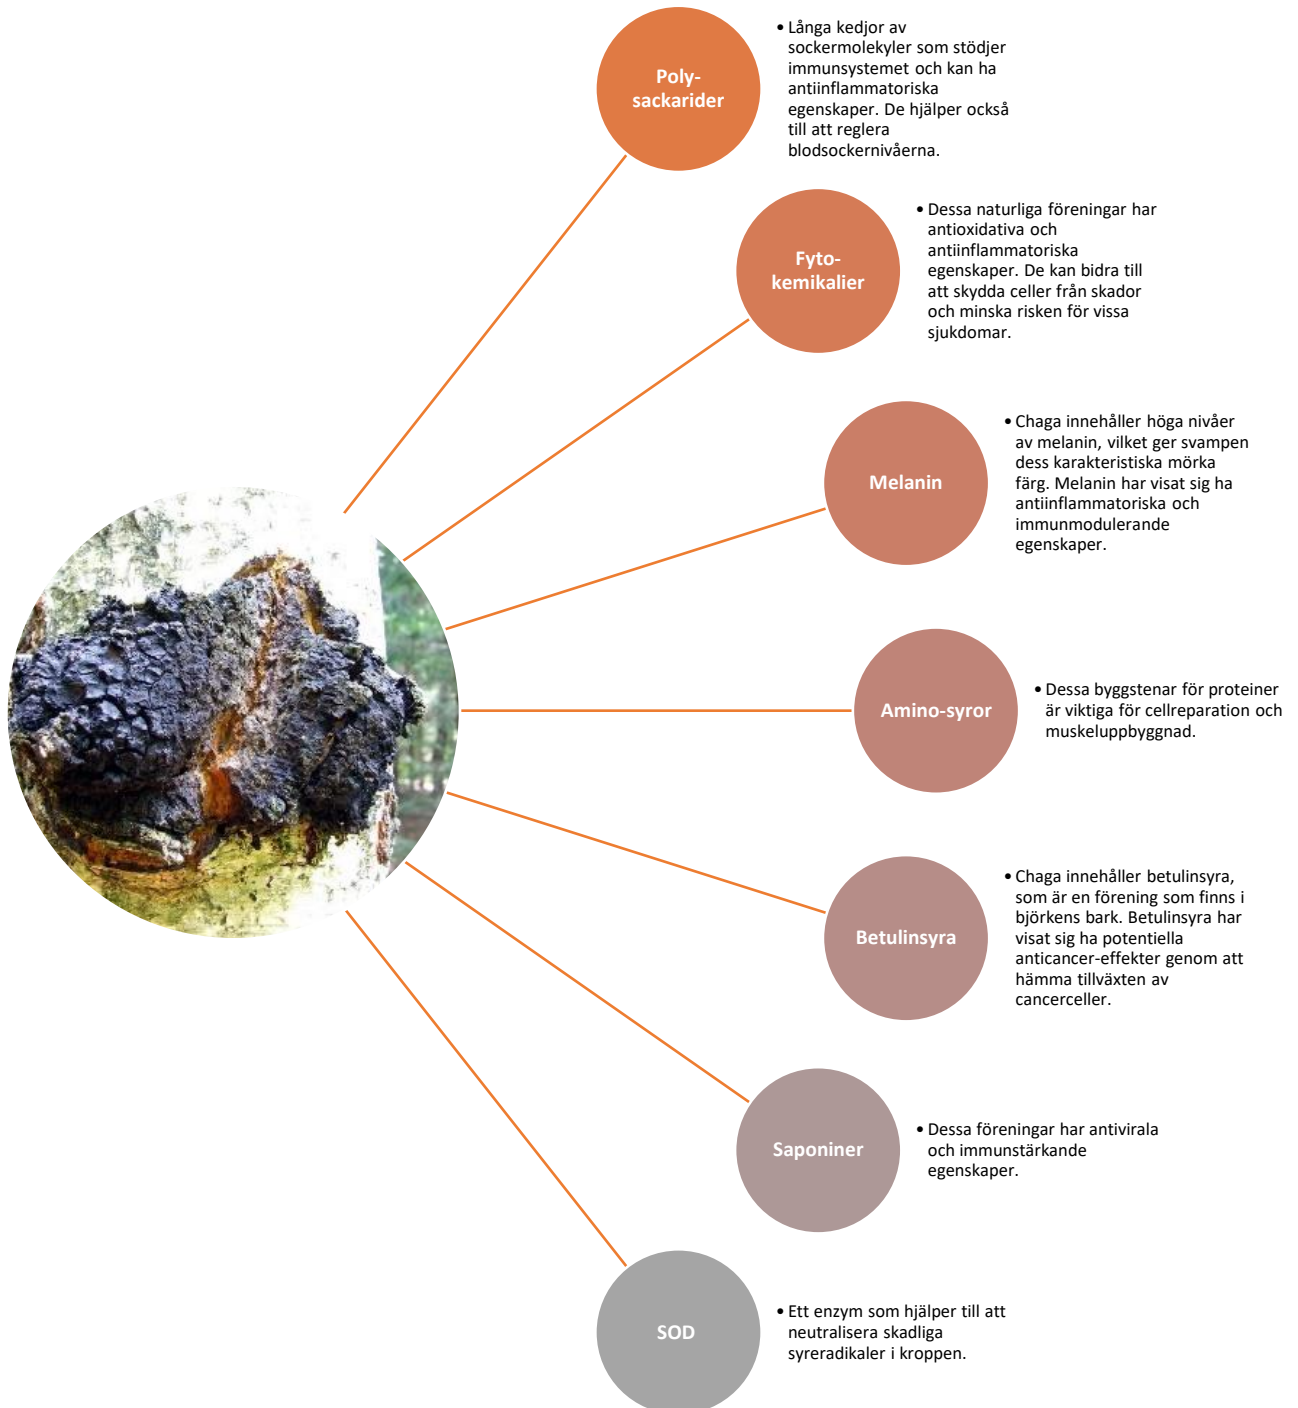 Poly-
sackarider
• Långa kedjor av
sockermolekyler som stödjer
immunsystemet och kan ha
antiinflammatoriska
egenskaper. De hjälper också
till att reglera
blodsockernivåerna.
Fyto-
kemikalier
• Dessa naturliga föreningar har
antioxidativa och
antiinflammatoriska
egenskaper. De kan bidra till
att skydda celler från skador
och minska risken för vissa
sjukdomar.
Melanin
• Chaga innehåller höga nivåer
av melanin, vilket ger svampen
dess karakteristiska mörka
färg. Melanin har visat sig ha
antiinflammatoriska och
immunmodulerande
egenskaper.
Amino-syror
• Dessa byggstenar för proteiner
är viktiga för cellreparation och
muskeluppbyggnad.
Betulinsyra
• Chaga innehåller betulinsyra,
som är en förening som finns i
björkens bark. Betulinsyra har
visat sig ha potentiella
anticancer-effekter genom att
hämma tillväxten av
cancerceller.
Saponiner
• Dessa föreningar har antivirala
och immunstärkande
egenskaper.
SOD
• Ett enzym som hjälper till att
neutralisera skadliga
syreradikaler i kroppen.